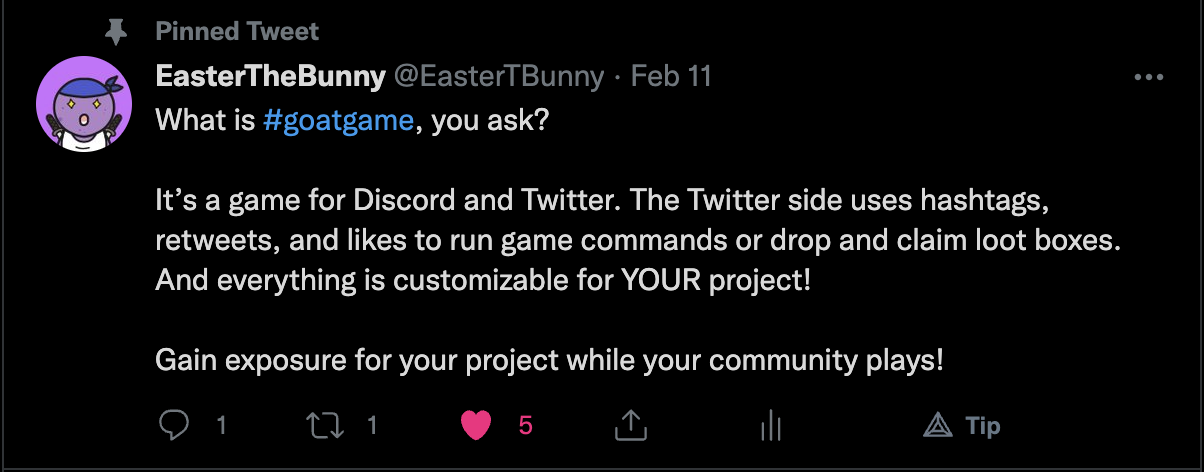 Pinned Tweet
EasterTheBunny @EasterTBunny · Feb 11
What is #goatgame, you ask?
It’s a game for Discord and Twitter. The Twitter side uses hashtags,
retweets, and likes to run game commands or drop and claim loot boxes.
And everything is customizable for YOUR project!
Gain exposure for your project while your community plays!
1 1 5 Tip